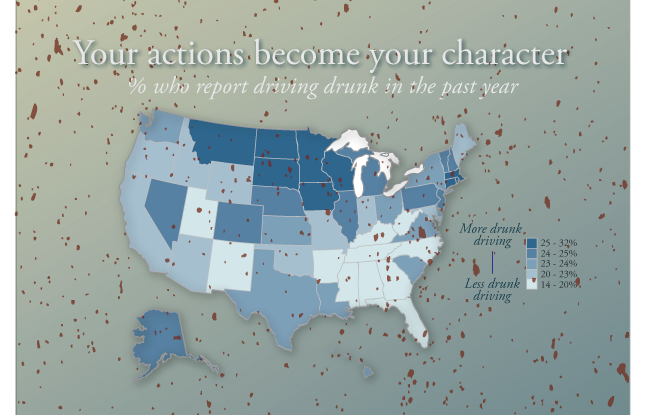 Your actions become your character
% who report driving drunk in the past year
More drunk
driving
Less drunk
driving
25 - 32%
24 - 25%
23 - 24%
20 - 23%
14 - 20%